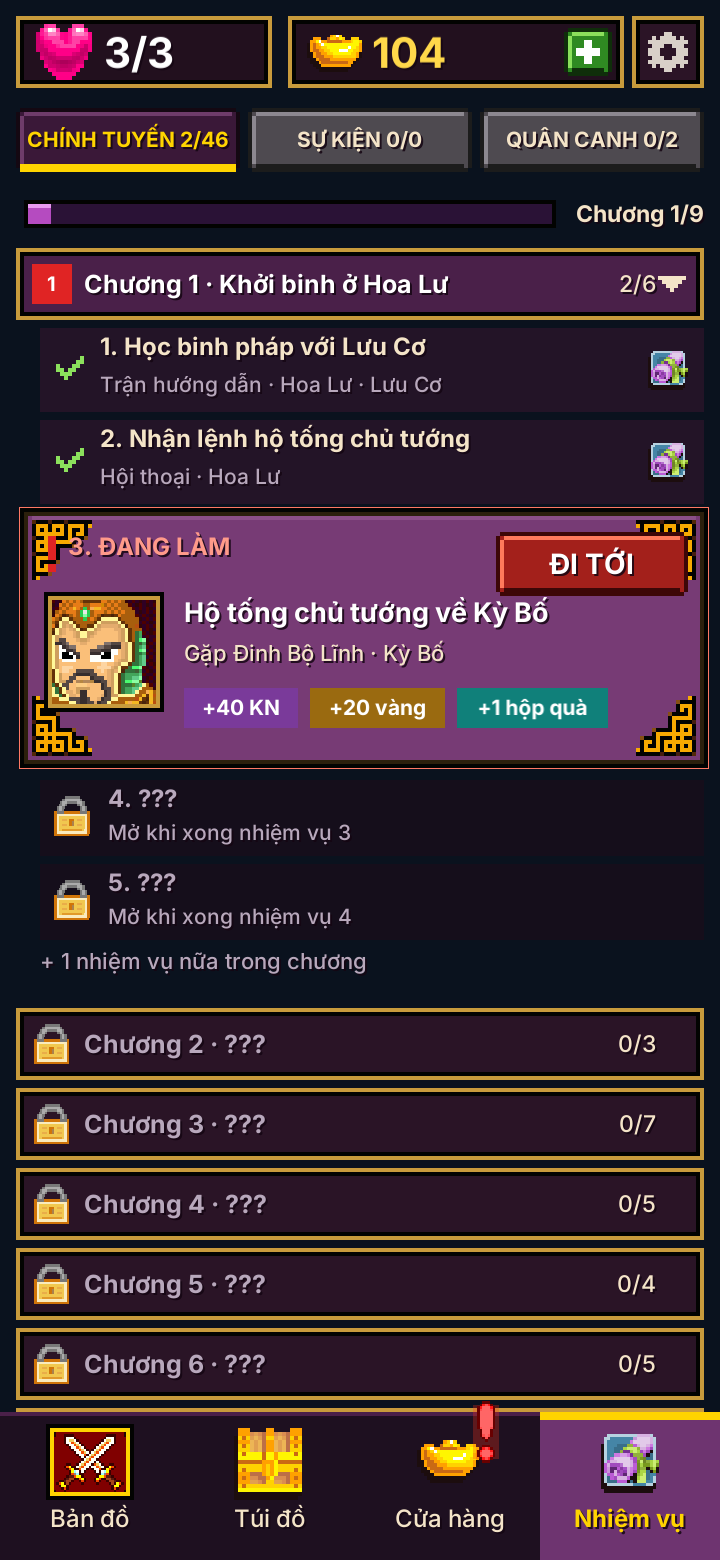 3/3
104
CHÍNH TUYẾN 2/46
SỰ KIỆN 0/0
QUÂN CANH 0/2
Chương 1/9
1
Chương 1 · Khởi binh ở Hoa Lư
2/6
1. Học binh pháp với Lưu Cơ
Trận hướng dẫn · Hoa Lư · Lưu Cơ
2. Nhận lệnh hộ tống chủ tướng
Hội thoại · Hoa Lư
3. ĐANG LÀM
ĐI TỚI
Hộ tống chủ tướng về Kỳ Bố
Gặp Đinh Bộ Lĩnh · Kỳ Bố
+40 KN
+20 vàng
+1 hộp quà
4. ???
Mở khi xong nhiệm vụ 3
5. ???
Mở khi xong nhiệm vụ 4
+ 1 nhiệm vụ nữa trong chương
Chương 2 · ???
0/3
Chương 3 · ???
0/7
Chương 4 · ???
0/5
Chương 5 · ???
0/4
Chương 6 · ???
0/5
Bản đồ
Túi đồ
Cửa hàng
Nhiệm vụ